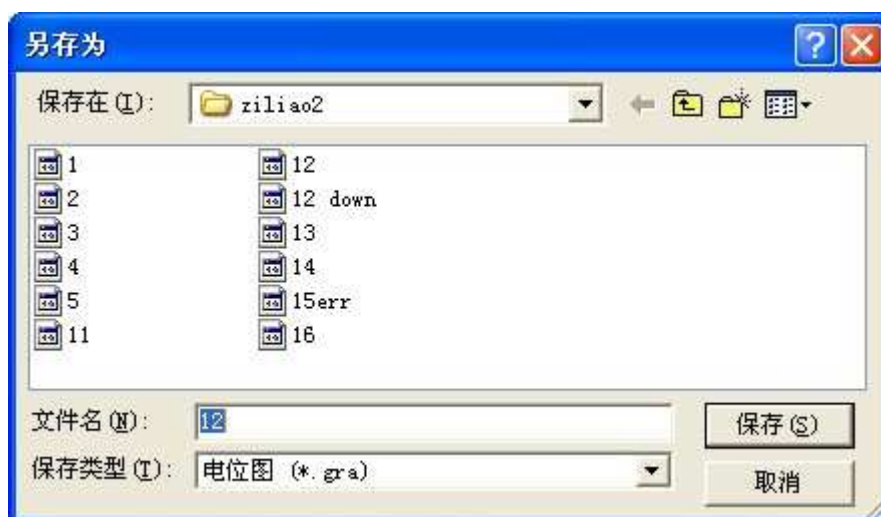 另存为
保存在(I): ziliao2
1 12
2 12 down
3 13
4 14
5 15err
11 16
文件名(N): 12 保存(S)
保存类型(T): 电位图 (*.gra) 取消